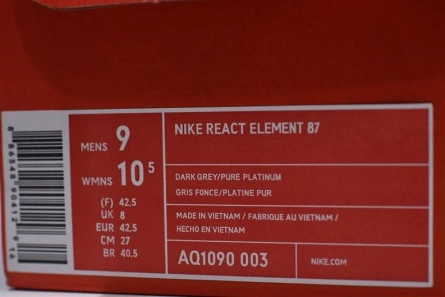 MENS 9
WMNS 10 5
(F) 42.5
UK 8
EUR 42.5
CM 27
BR 40.5
NIKE REACT ELEMENT 87
DARK GREY/PURE PLATINUM
GRIS FONCE/PLATINE PUR
MADE IN VIETNAM / FABRIQUE AU VIETNAM /
HECHO EN VIETNAM
AQ1090 003
NIKE.COM